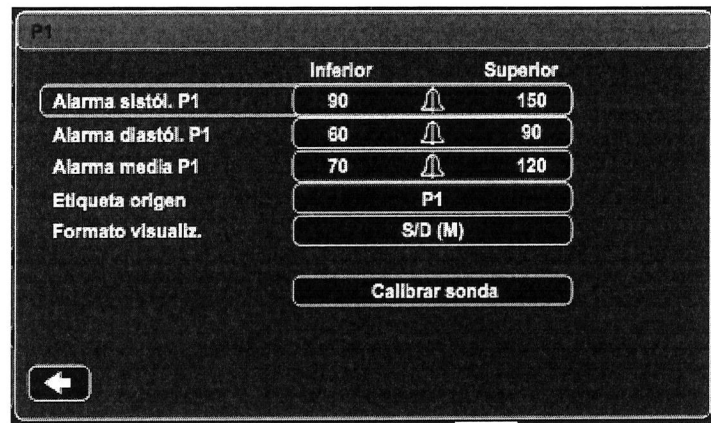 P1
Inferior Superior
Alarma sistól. P1 90 150
Alarma diastól. P1 60 90
Alarma media P1 70 120
Etiqueta origen P1
Formato visualiz. S/D (M)
Calibrar sonda